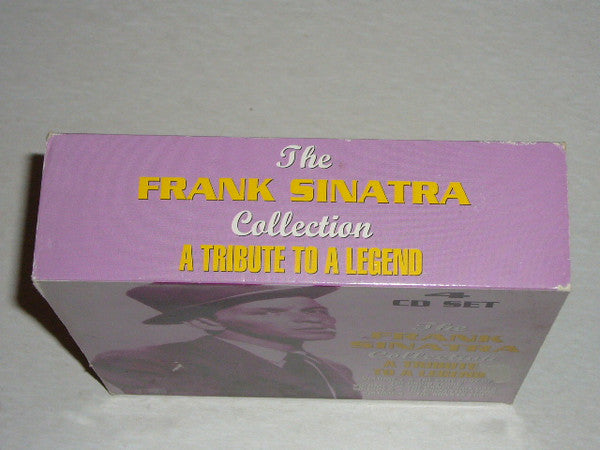 The
FRANK SINATRA
Collection
A TRIBUTE TO A LEGEND
4
CD SET
The
FRANK
SINATRA
Collection
A TRIBUTE
TO A LEGEND